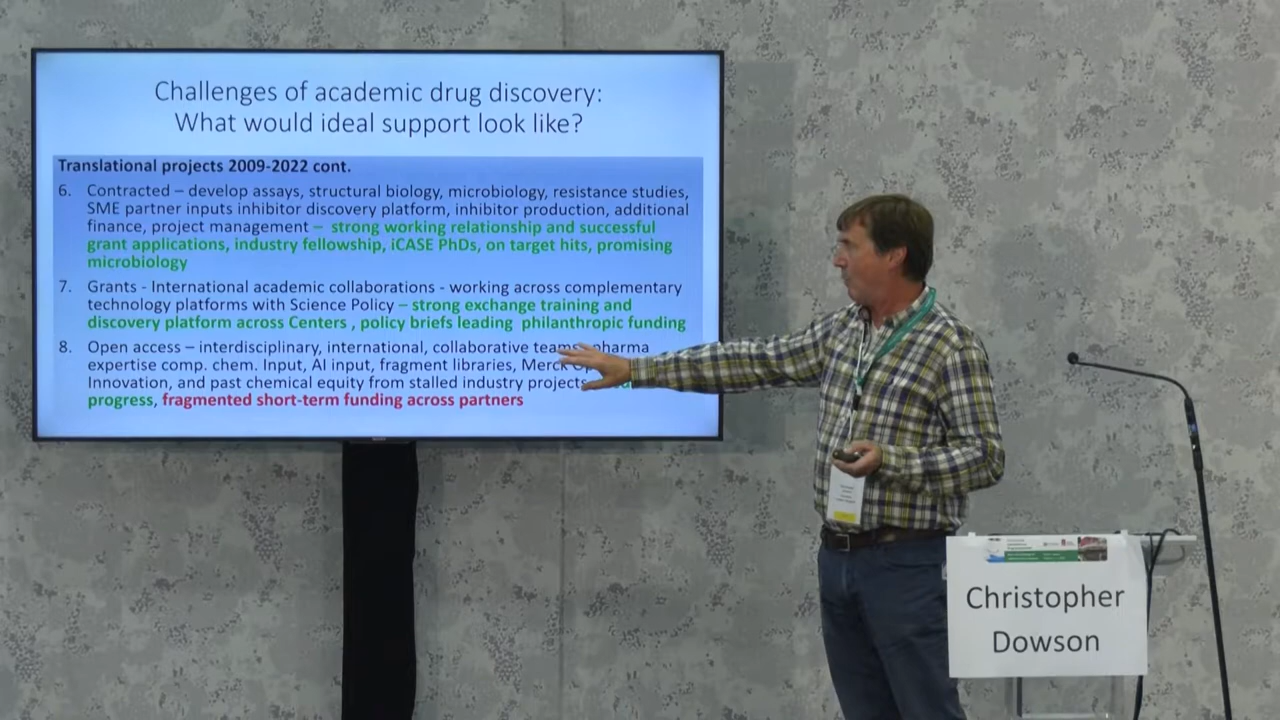 Challenges of academic drug discovery:
What would ideal support look like?
Translational projects 2009-2022 cont.
6. Contracted – develop assays, structural biology, microbiology, resistance studies,
SME partner inputs inhibitor discovery platform, inhibitor production, additional
finance, project management – strong working relationship and successful
grant applications, industry fellowship, iCASE PhDs, on target hits, promising
microbiology
7. Grants - International academic collaborations - working across complementary
technology platforms with Science Policy – strong exchange training and
discovery platform across Centers , policy briefs leading philanthropic funding
8. Open access – interdisciplinary, international, collaborative teams, pharma
expertise comp. chem. Input, AI input, fragment libraries, Merck
Innovation, and past chemical equity from stalled industry projects
progress, fragmented short-term funding across partners
Christopher
Dowson